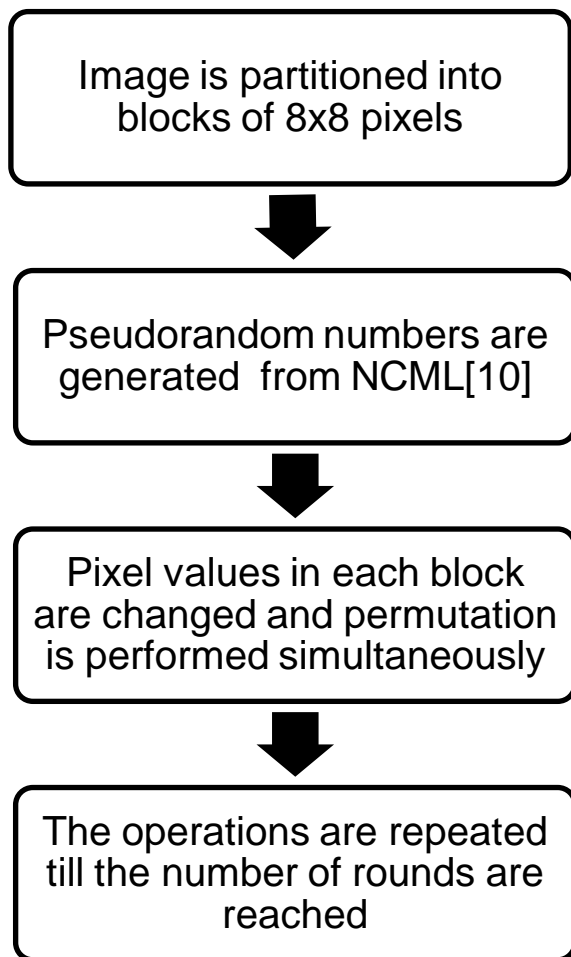 Image is partitioned into
blocks of 8x8 pixels
Pseudorandom numbers are
generated from NCML[10]
Pixel values in each block
are changed and permutation
is performed simultaneously
The operations are repeated
till the number of rounds are
reached